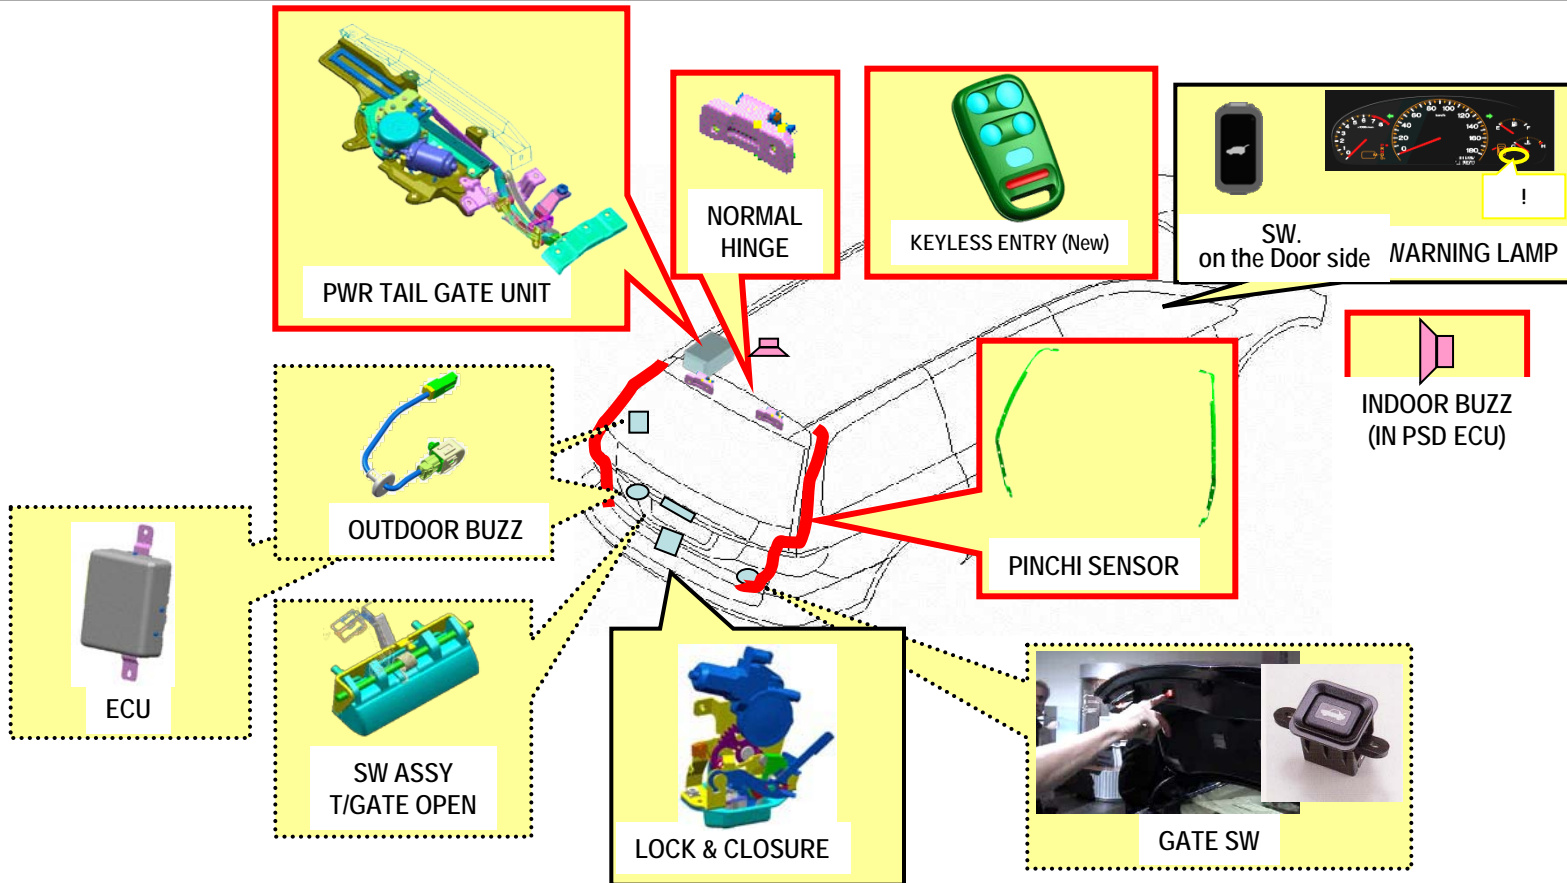 PWR TAIL GATE UNIT
NORMAL
HINGE
KEYLESS ENTRY (New)
SW.
on the Door side
WARNING LAMP
!
INDOOR BUZZ
(IN PSD ECU)
OUTDOOR BUZZ
PINCHI SENSOR
ECU
SW ASSY
T/GATE OPEN
LOCK & CLOSURE
GATE SW